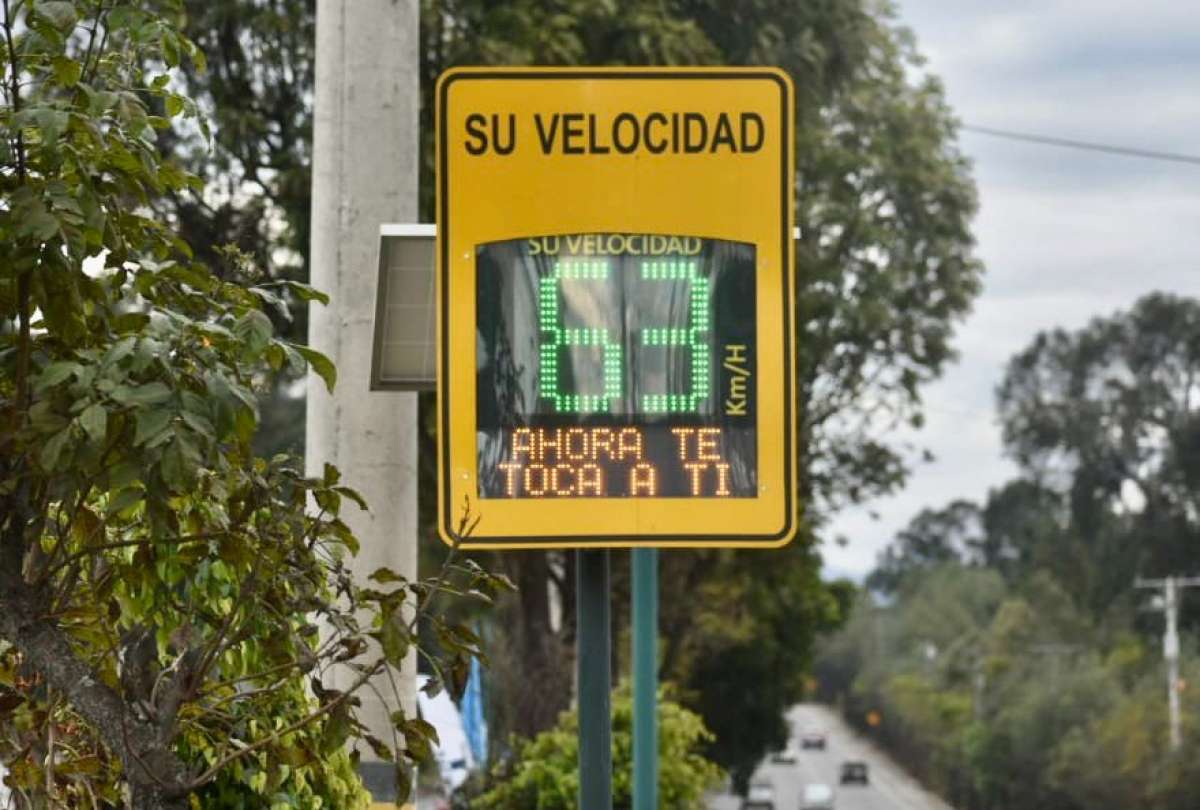 SU VELOCIDAD
SU VELOCIDAD
63
Km/H
AHORA TE
TOCA A TI